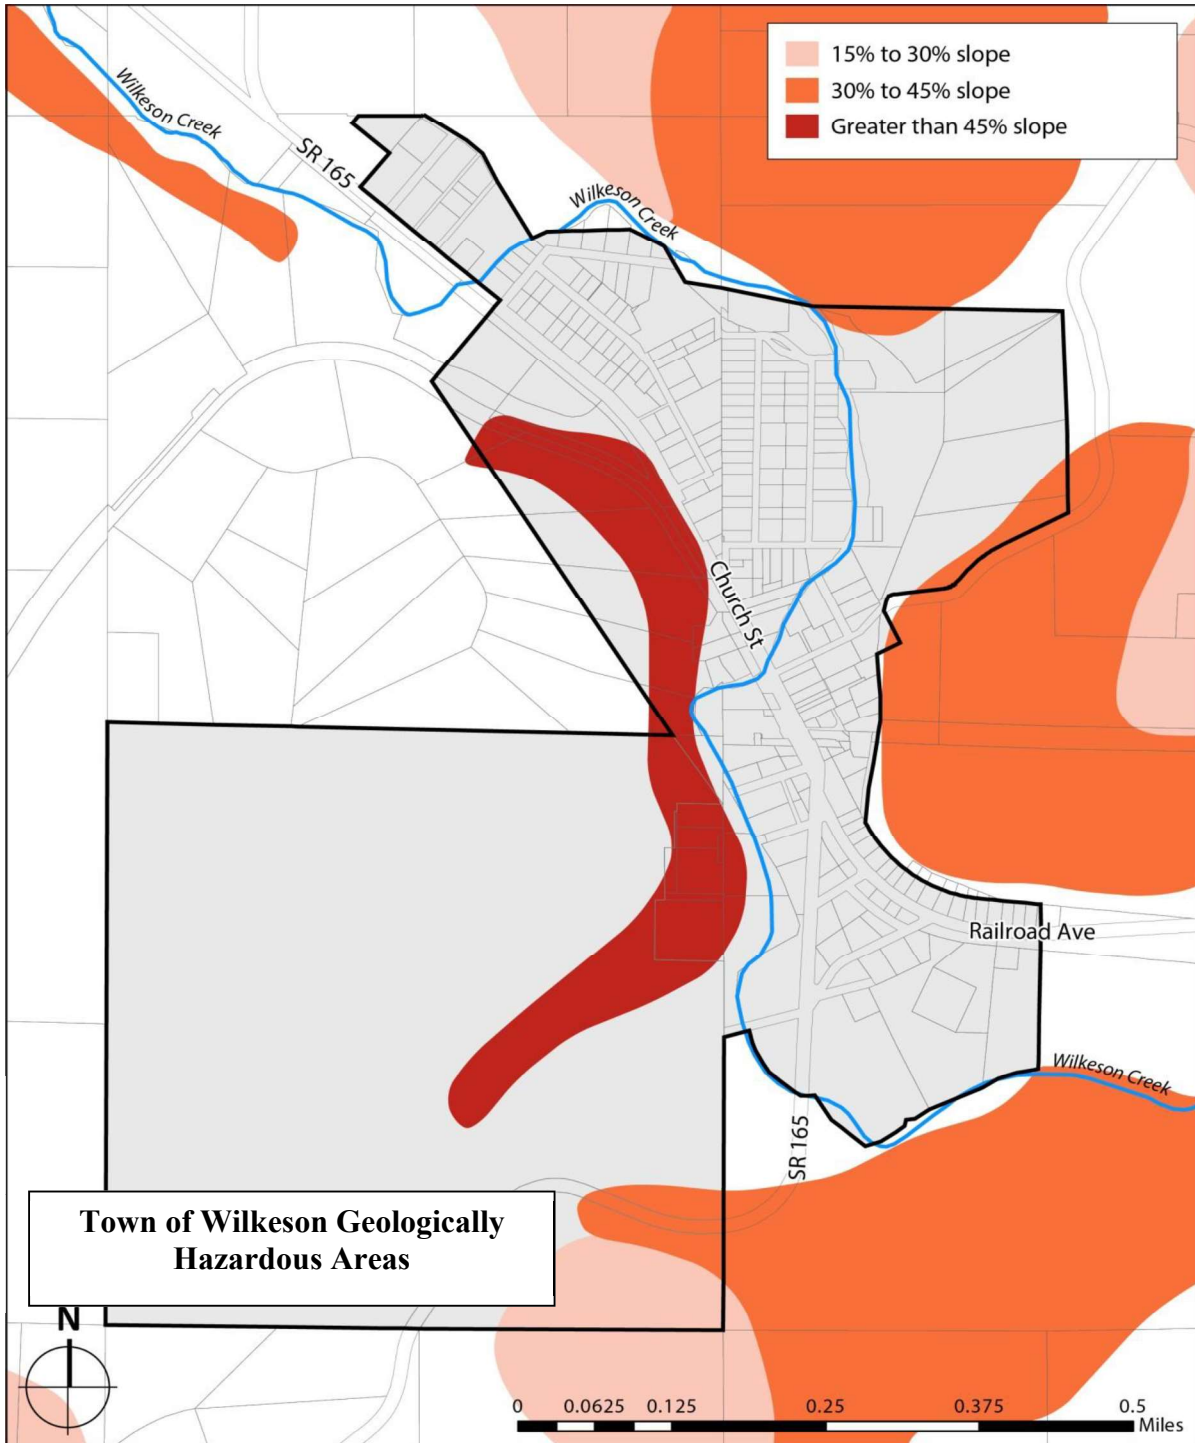 15% to 30% slope
30% to 45% slope
Greater than 45% slope
Wilkeson Creek
SR 165
Wilkeson Creek
Church St
Railroad Ave
Wilkeson Creek
SR 165
Town of Wilkeson Geologically
Hazardous Areas
N
0 0.0625 0.125 0.25 0.375 0.5
Miles